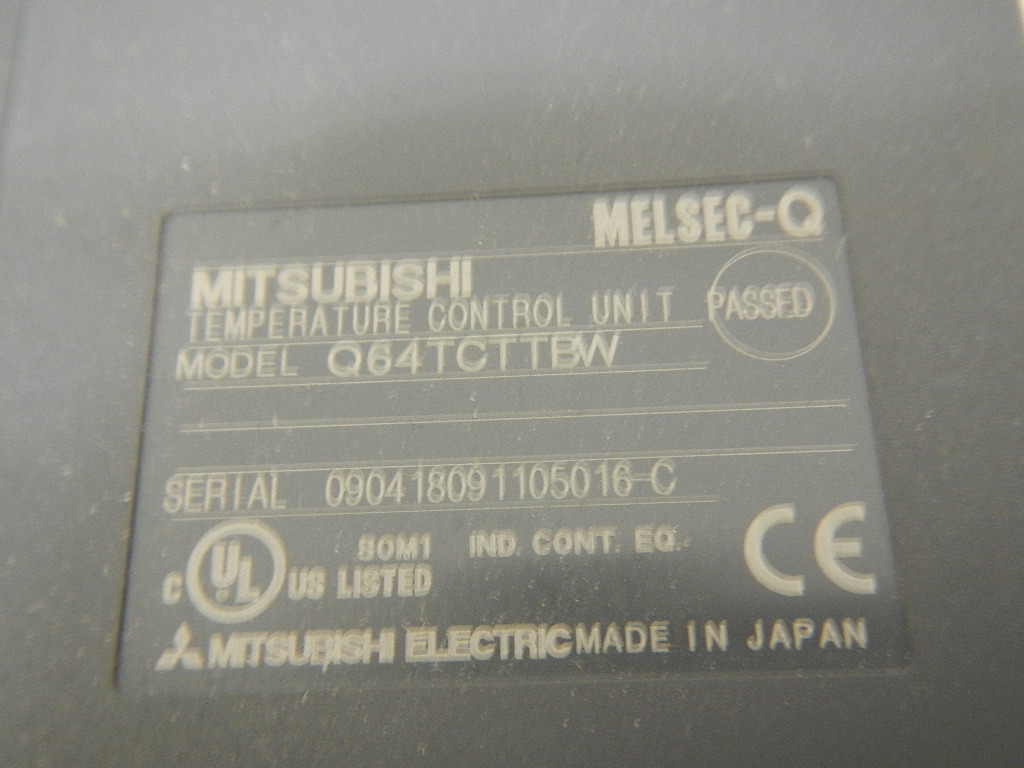 MELSEC-Q
MITSUBISHI
TEMPERATURE CONTROL UNIT PASSED
MODEL Q64TCTTBW
SERIAL 090418091105016-C
C UL US LISTED 80M1 IND. CONT. EQ. CE
MITSUBISHI ELECTRIC MADE IN JAPAN